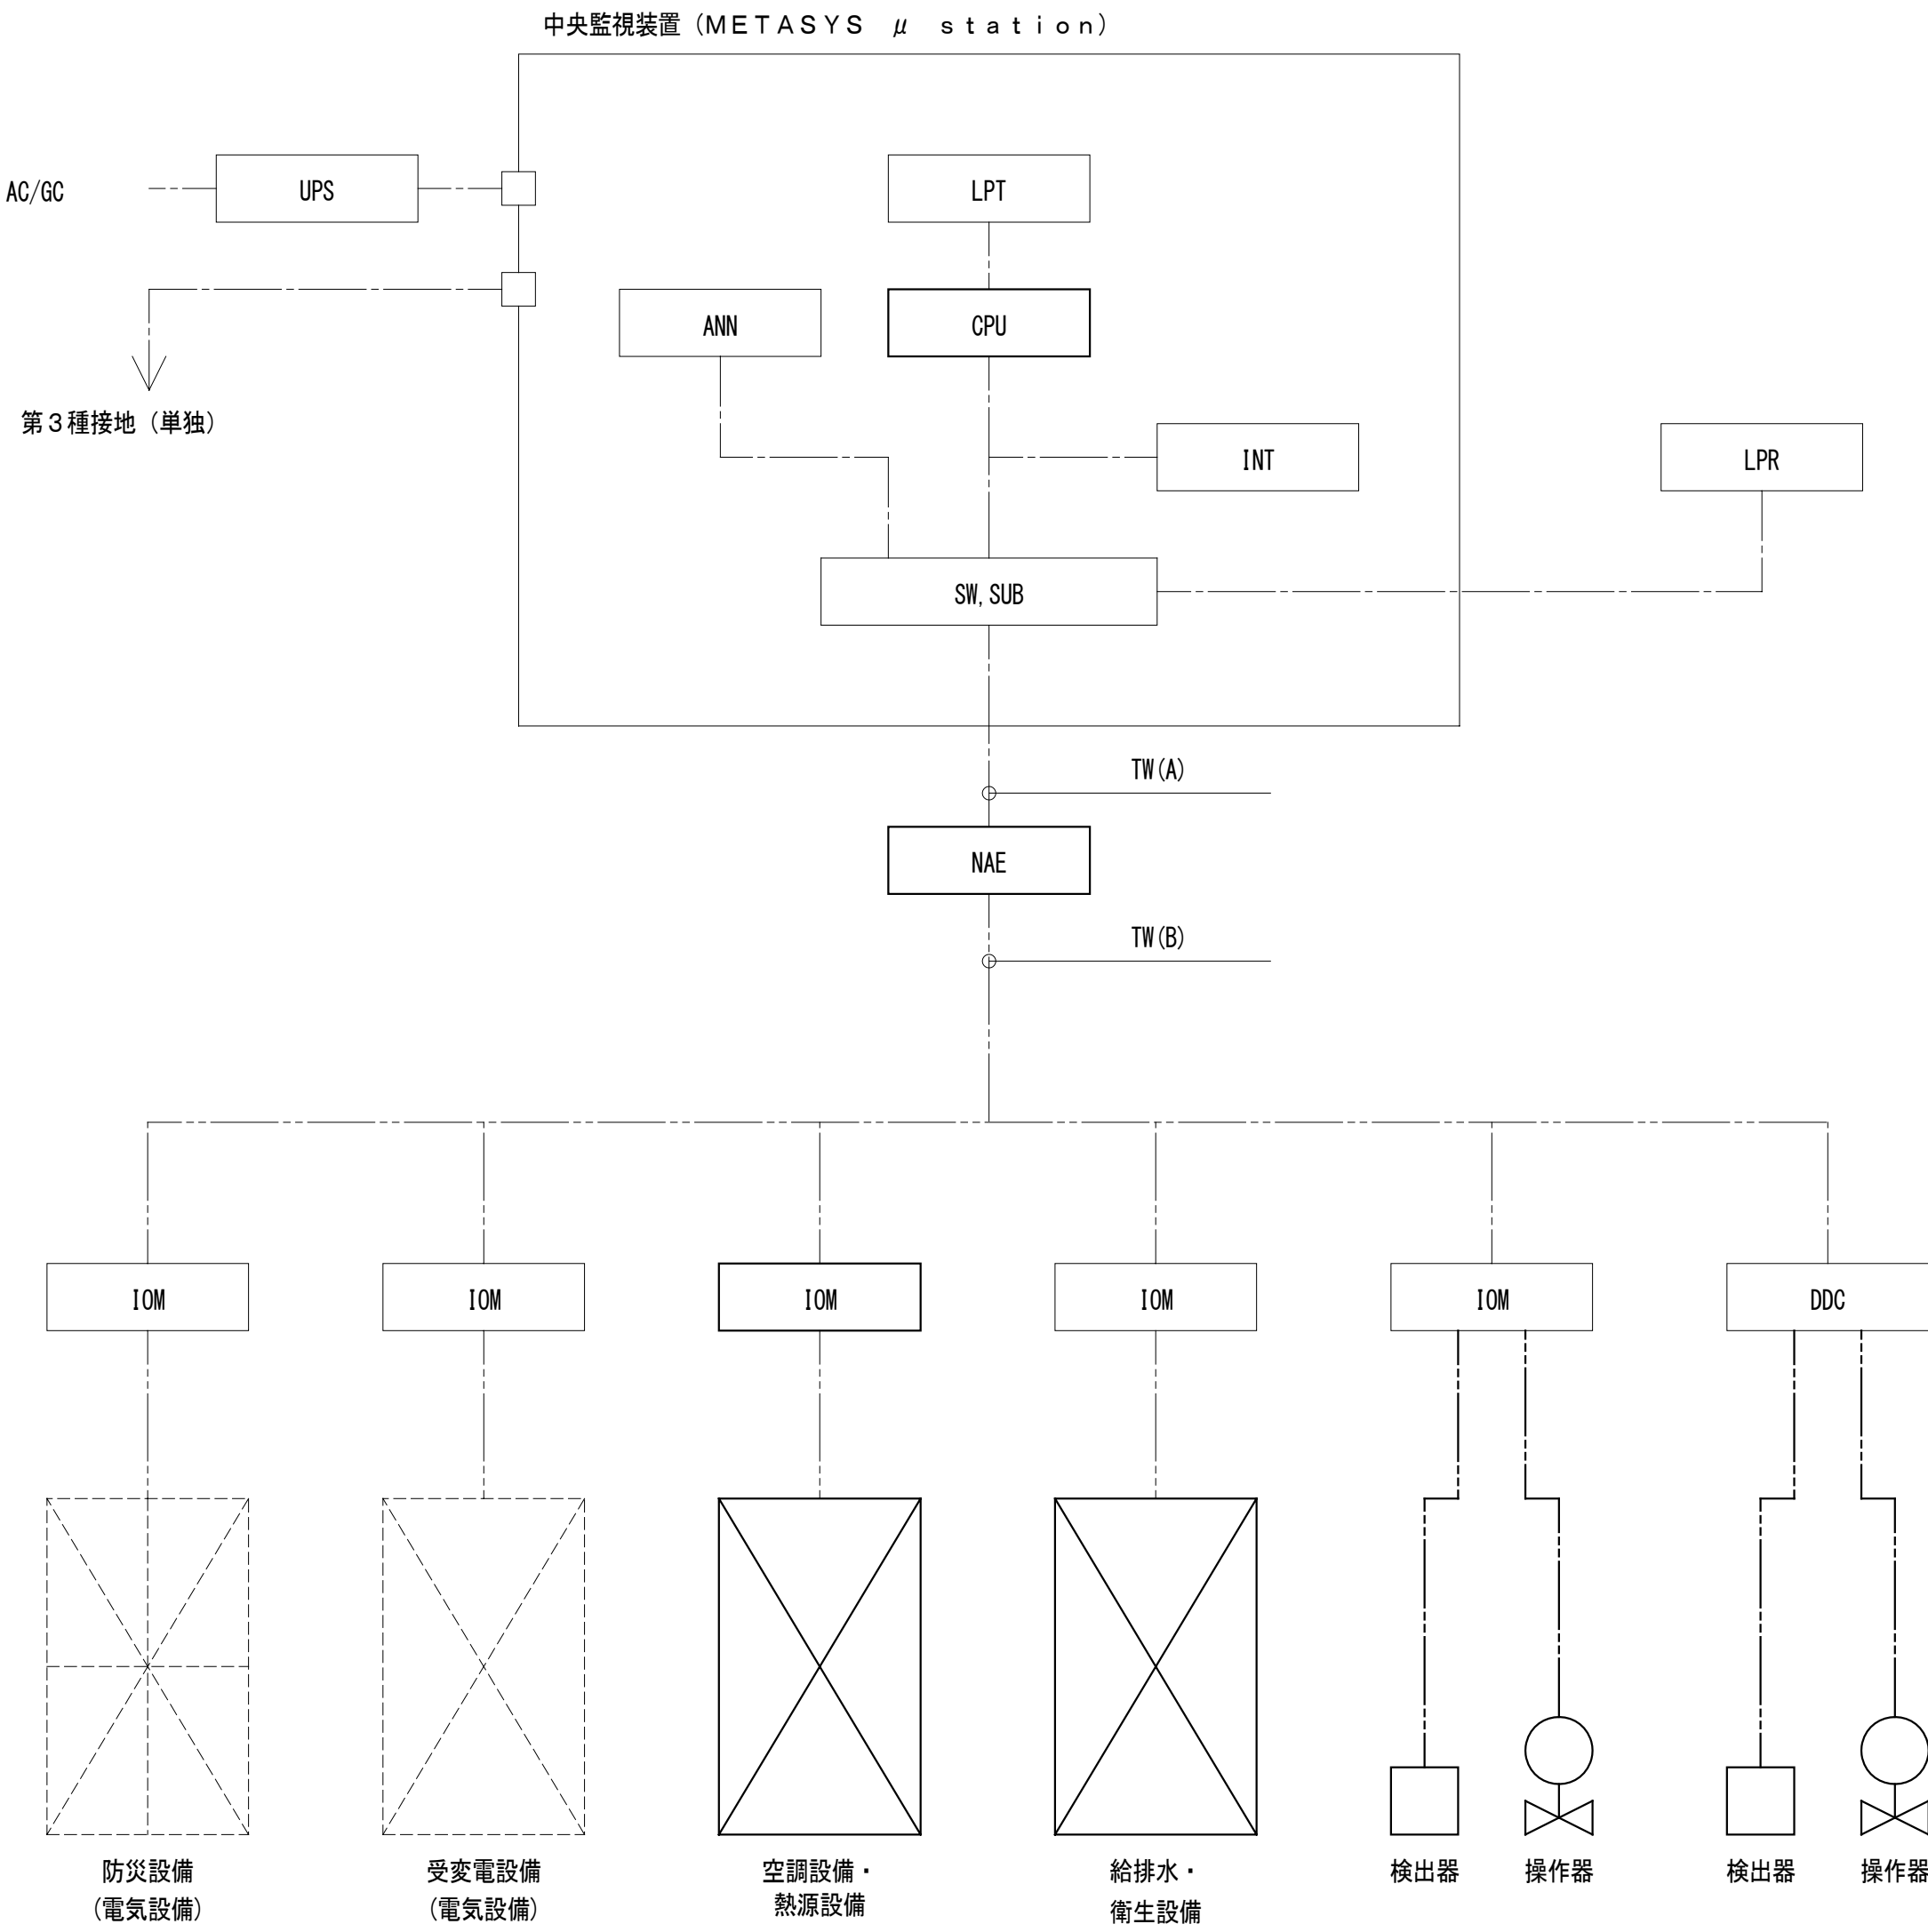 中央監視装置（ＭＥＴＡＳＹＳ　μ　ｓｔａｔｉｏｎ）
AC/GC
UPS
LPT
ANN
CPU
第３種接地（単独）
INT
LPR
SW,SUB
TW(A)
NAE
TW(B)
IOM
IOM
IOM
IOM
IOM
DDC
防災設備
（電気設備）
受変電設備
（電気設備）
空調設備・
熱源設備
給排水・
衛生設備
検出器
操作器
検出器
操作器